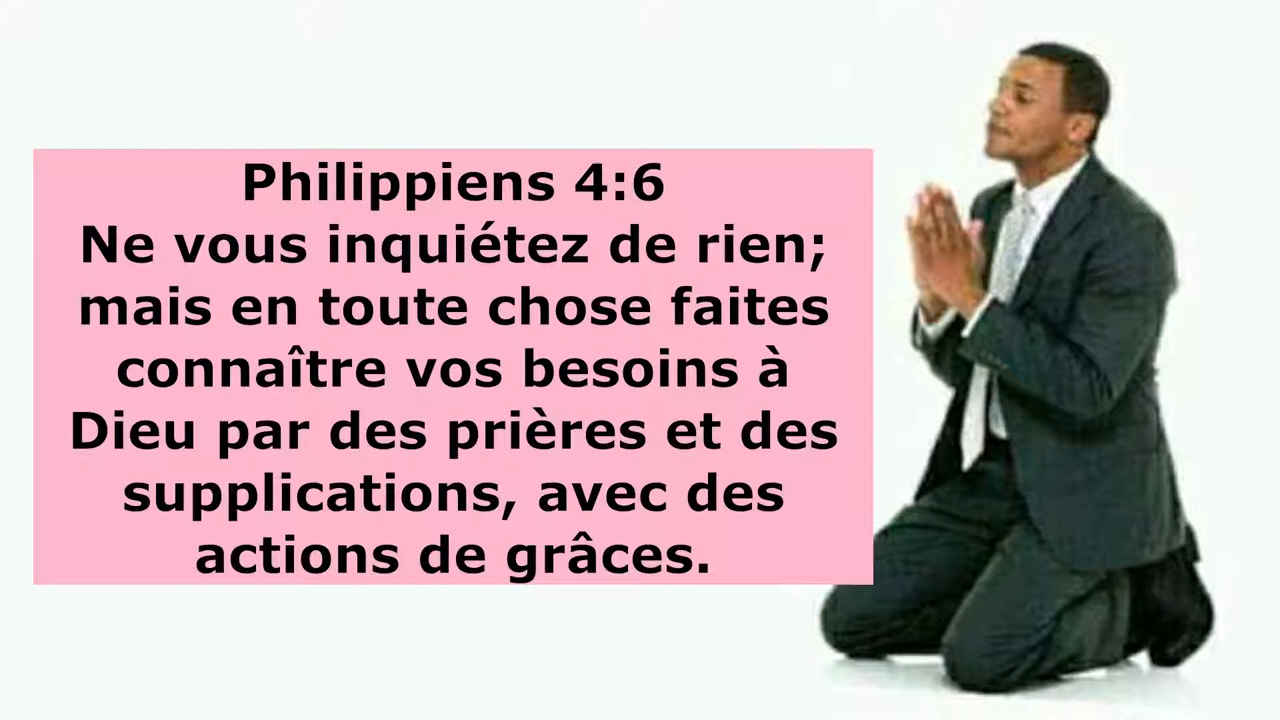 Philippiens 4:6
Ne vous inquiétez de rien;
mais en toute chose faites
connaître vos besoins à
Dieu par des prières et des
supplications, avec des
actions de grâces.